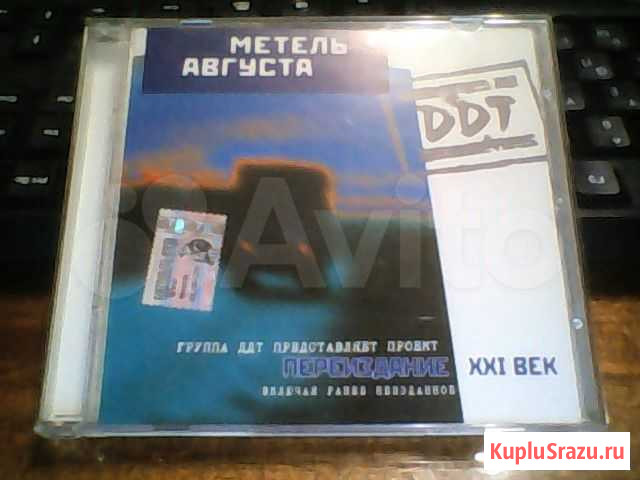 МЕТЕЛЬ
АВГУСТА
DDT
Avito
ГРУППА ДДТ ПРЕДСТАВЛЯЕТ ПРОЕКТ
ПЕРЕИЗДАНИЕ
XXI ВЕК
ВКЛЮЧАЯ РАНЕЕ НЕИЗДАННОЕ
KupluSrazu.ru